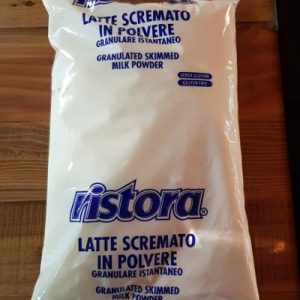 ristora
LATTE SCREMATO
IN POLVERE
GRANULARE ISTANTANEO
GRANULATED SKIMMED
MILK POWDER
SENZA GLUTINE
GLUTEN FREE
ristora®
LATTE SCREMATO
IN POLVERE
GRANULARE ISTANTANEO
GRANULATED SKIMMED
MILK POWDER